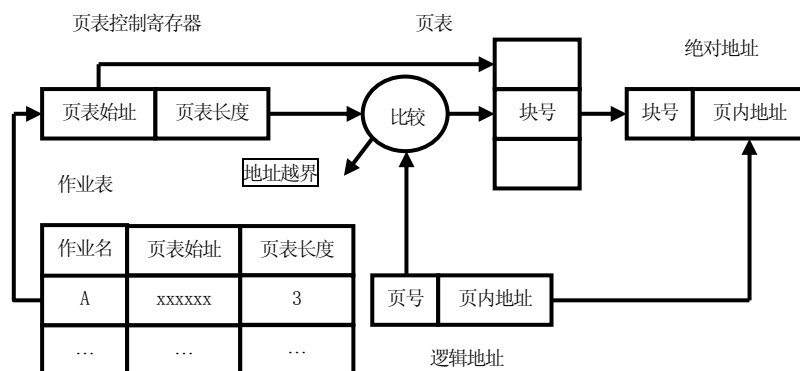 页表控制寄存器
页表
绝对地址
页表始址 页表长度
比较
块号
块号 页内地址
地址越界
作业表
作业名 页表始址 页表长度
A xxxxxx 3
页号 页内地址
… … …
逻辑地址